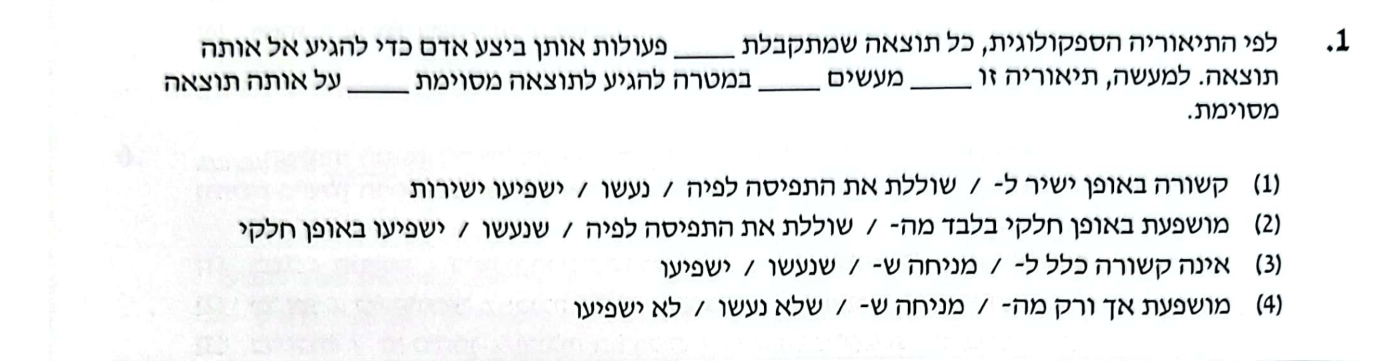 1. לפי התיאוריה הספקולוגית, כל תוצאה שמתקבלת ____ פעולות אותן ביצע אדם כדי להגיע אל אותה
תוצאה. למעשה, תיאוריה זו ____ מעשים ____ במטרה להגיע לתוצאה מסוימת ____ על אותה תוצאה
מסוימת.
(1) קשורה באופן ישיר ל- / שוללת את התפיסה לפיה / נעשו / ישפיעו ישירות
(2) מושפעת באופן חלקי בלבד מה- / שוללת את התפיסה לפיה / שנעשו / ישפיעו באופן חלקי
(3) אינה קשורה כלל ל- / מניחה ש- / שנעשו / ישפיעו
(4) מושפעת אך ורק מה- / מניחה ש- / שלא נעשו / לא ישפיעו